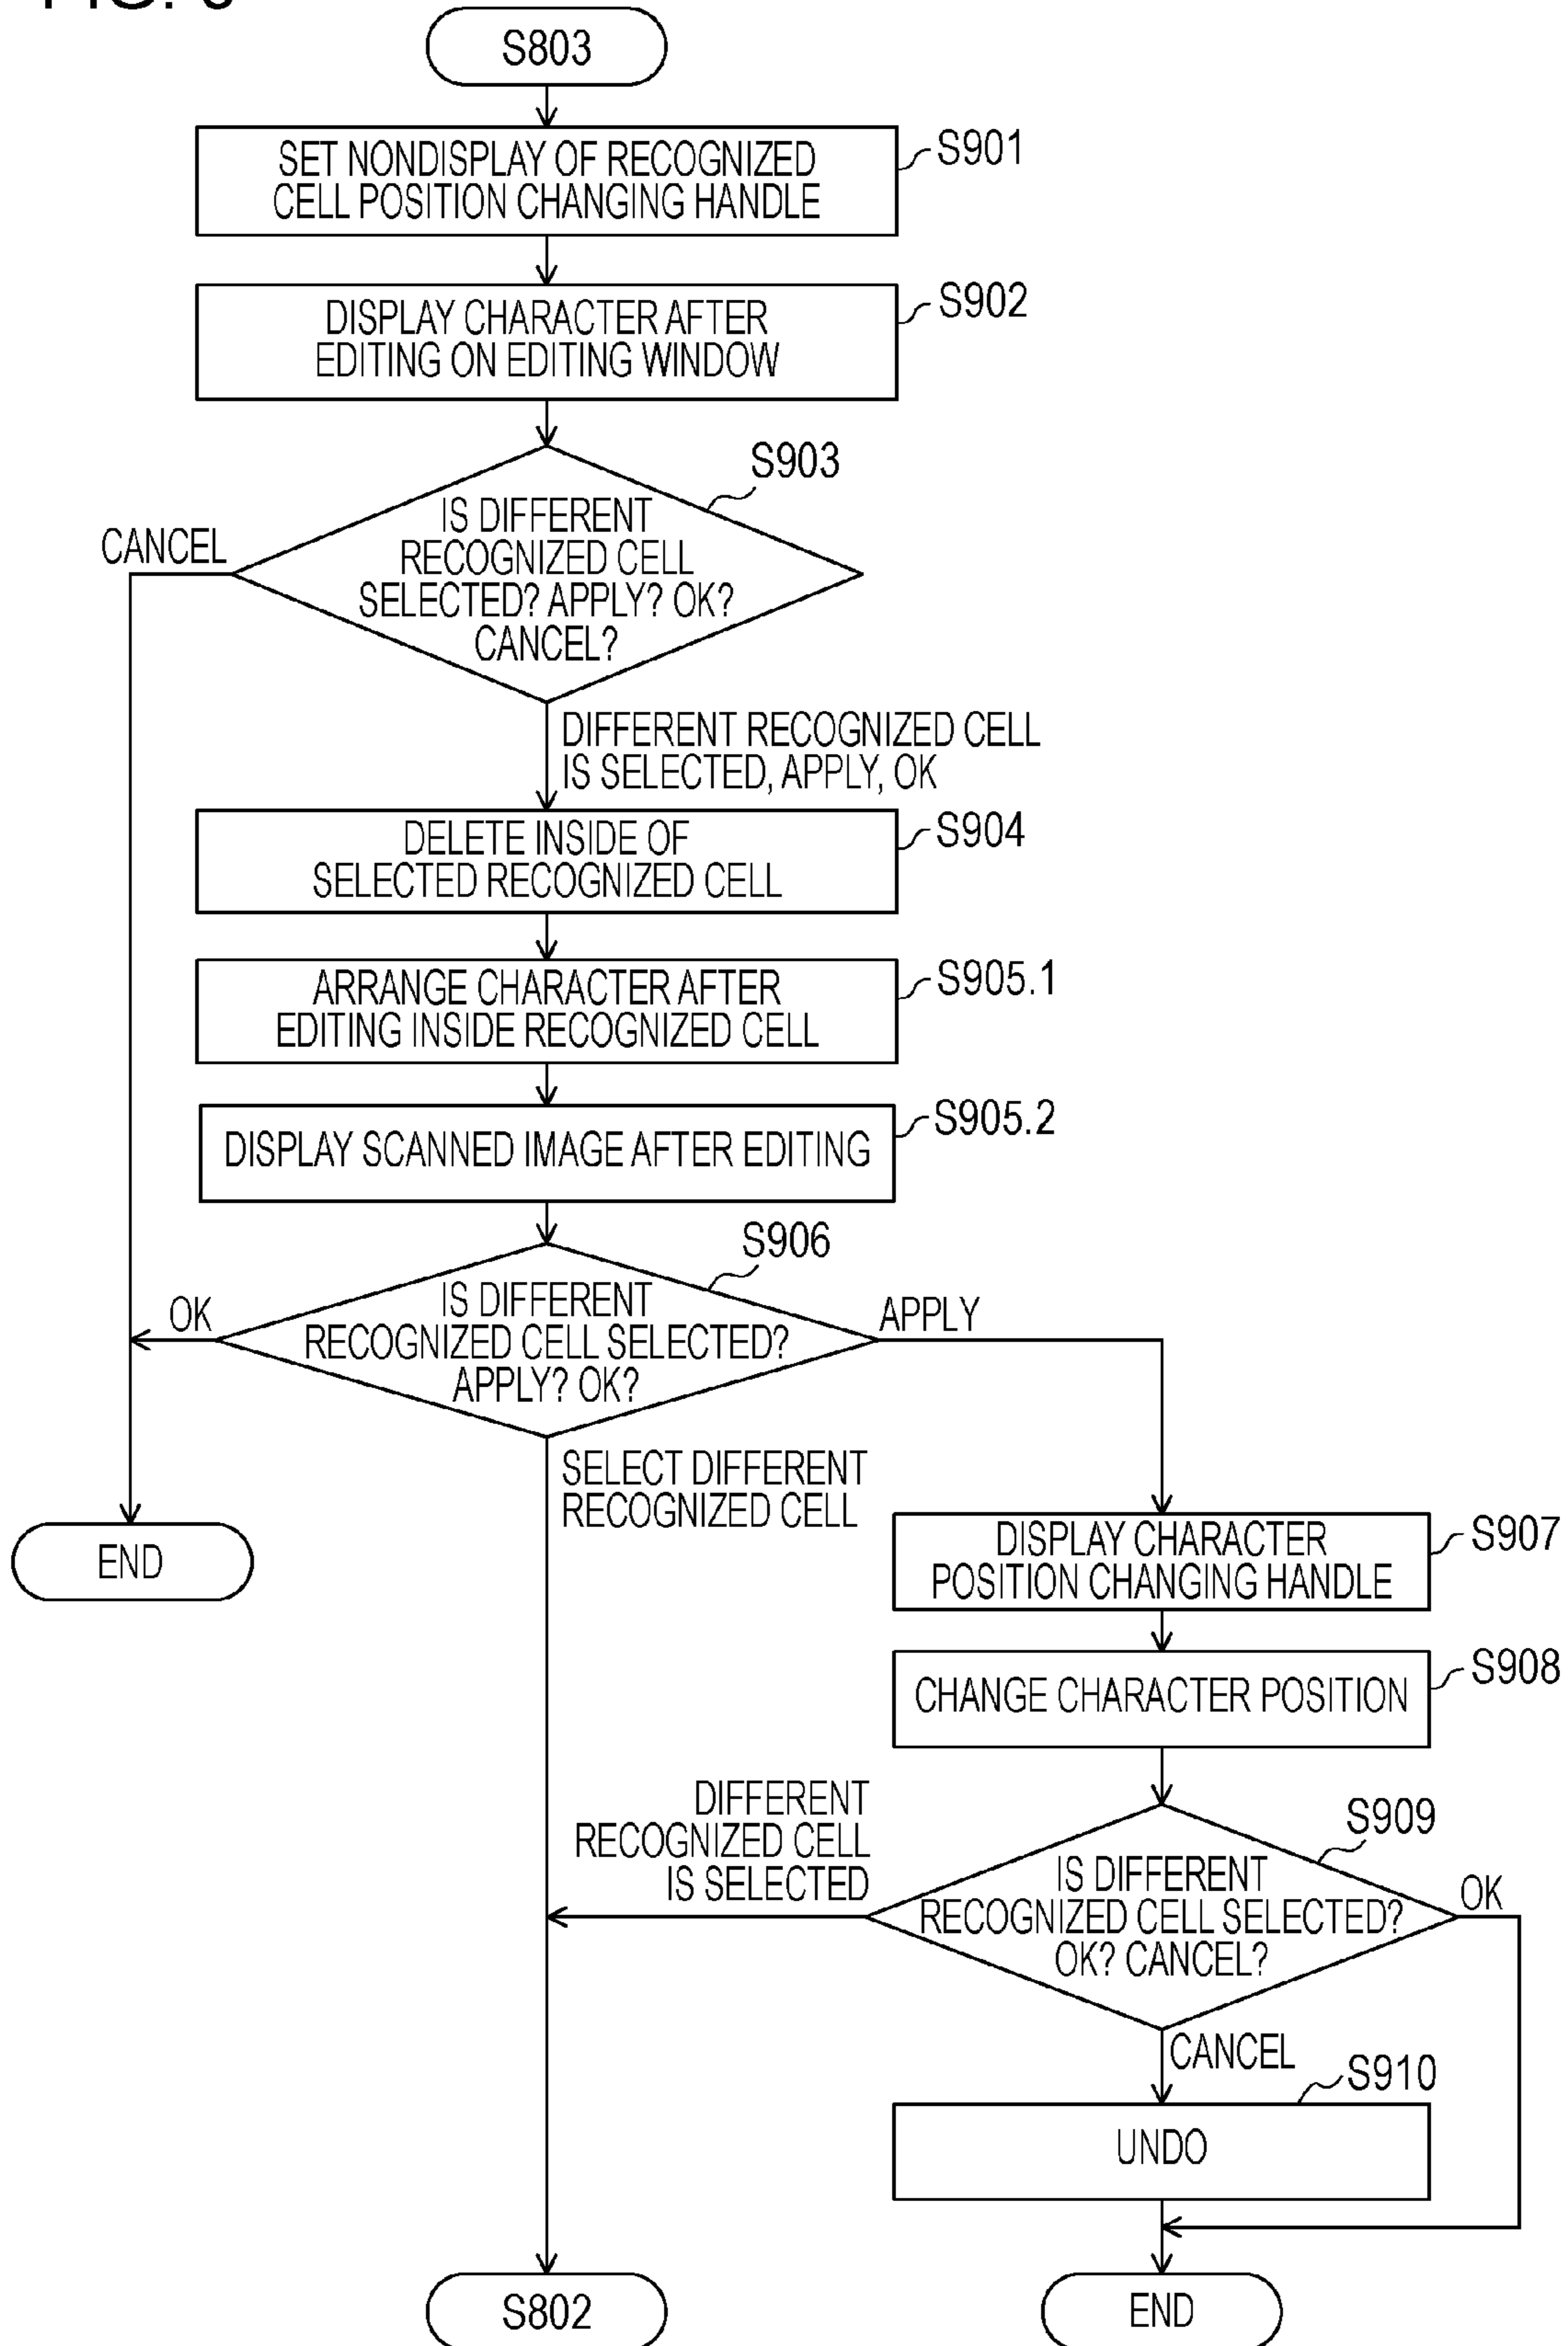 FIG.
S803
SET NONDISPLAY OF RECOGNIZED
CELL POSITION CHANGING HANDLE
S901
DISPLAY CHARACTER AFTER
EDITING ON EDITING WINDOW
S902
S903
IS DIFFERENT
RECOGNIZED CELL
SELECTED? APPLY? OK?
CANCEL?
CANCEL
DIFFERENT RECOGNIZED CELL
IS SELECTED, APPLY, OK
DELETE INSIDE OF
SELECTED RECOGNIZED CELL
S904
ARRANGE CHARACTER AFTER
EDITING INSIDE RECOGNIZED CELL
S905.1
DISPLAY SCANNED IMAGE AFTER EDITING
S905.2
S906
IS DIFFERENT
RECOGNIZED CELL SELECTED?
APPLY? OK?
OK
APPLY
SELECT DIFFERENT
RECOGNIZED CELL
END
DISPLAY CHARACTER
POSITION CHANGING HANDLE
S907
CHANGE CHARACTER POSITION
S908
DIFFERENT
RECOGNIZED CELL
IS SELECTED
S909
IS DIFFERENT
RECOGNIZED CELL SELECTED?
OK? CANCEL?
OK
CANCEL
S910
UNDO
S802
END